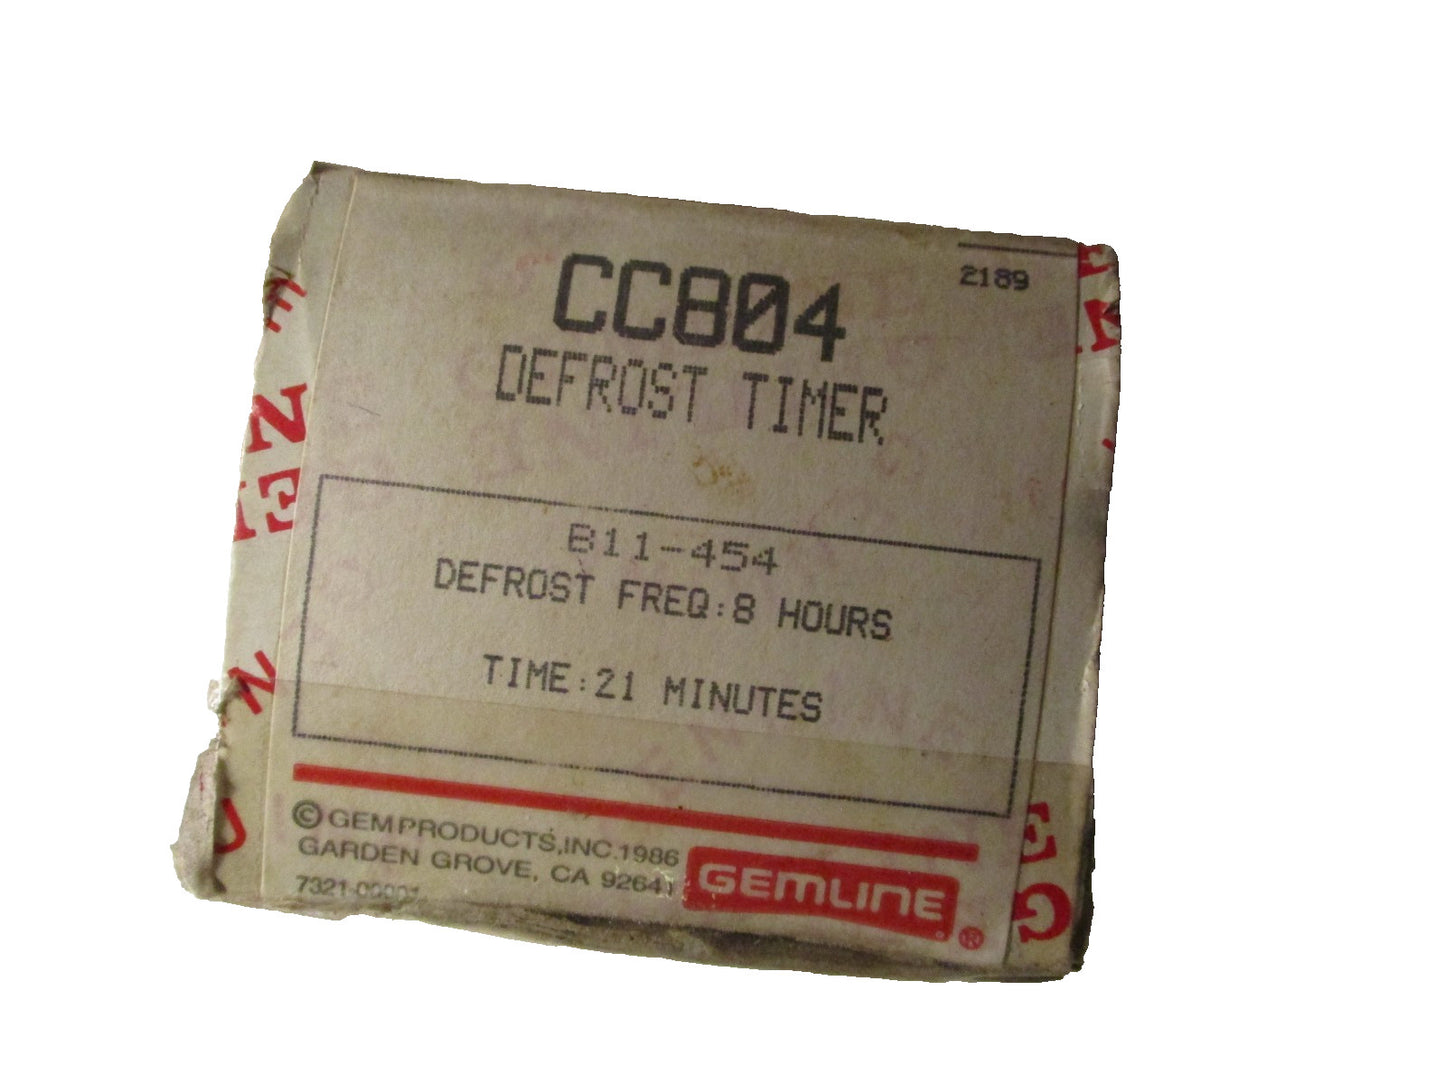 2189
CC804
DEFROST TIMER
B11-454
DEFROST FREQ:8 HOURS
TIME:21 MINUTES
©GEMPRODUCTS,INC.1986
GARDEN GROVE, CA 92641
GEMLINE®